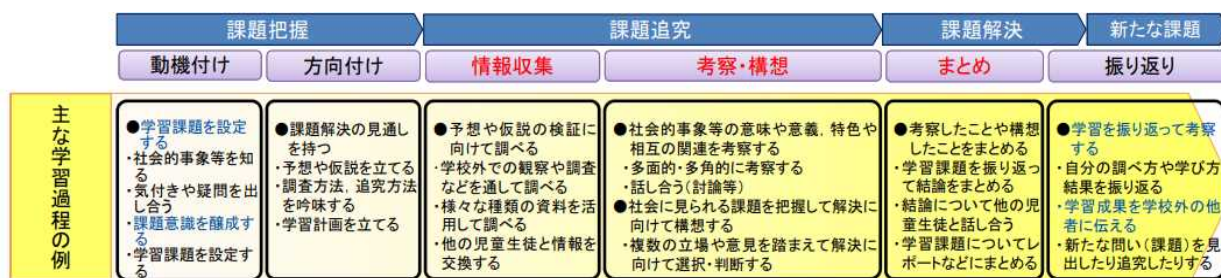 課題把握
課題追究
課題解決
新たな課題
動機付け
方向付け
情報収集
考察・構想
まとめ
振り返り
主な学習過程の例
●学習課題を設定
する
・社会的事象等を知
る
・気付きや疑問を出
し合う
・課題意識を醸成す
る
・学習課題を設定す
る
●課題解決の見通し
を持つ
・予想や仮説を立てる
・調査方法，追究方法
を吟味する
・学習計画を立てる
●予想や仮説の検証に
向けて調べる
・学校外での観察や調査
などを通して調べる
・様々な種類の資料を活
用して調べる
・他の児童生徒と情報を
交換する
●社会的事象等の意味や意義，特色や
相互の関連を考察する
・多面的・多角的に考察する
・話し合う（討論等）
●社会に見られる課題を把握して解決に
向けて構想する
・複数の立場や意見を踏まえて解決に
向けて選択・判断する
●考察したことや構想
したことをまとめる
・学習課題を振り返っ
て結論をまとめる
・結論について他の児
童生徒と話し合う
・学習課題についてレ
ポートなどにまとめる
●学習を振り返って考察
する
・自分の調べ方や学び方、
結果を振り返る
・学習成果を学校外の他
者に伝える
・新たな問い（課題）を見
出したり追究したりする